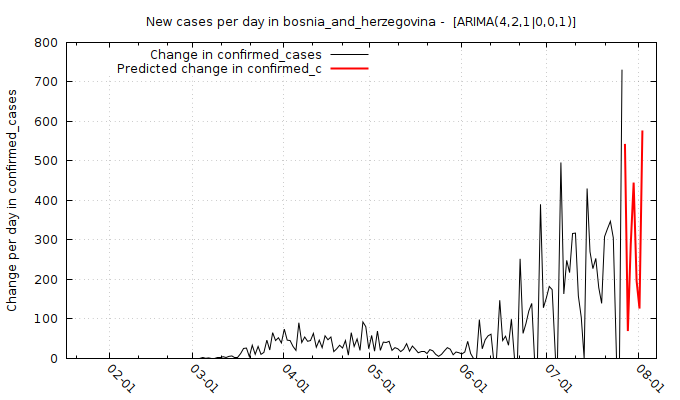 New cases per day in bosnia_and_herzegovina -  [ARIMA(4,2,1|0,0,1)]
Change in confirmed_cases
Predicted change in confirmed_c
Change per day in confirmed_cases
800
700
600
500
400
300
200
100
0
02-01 03-01 04-01 05-01 06-01 07-01 08-01